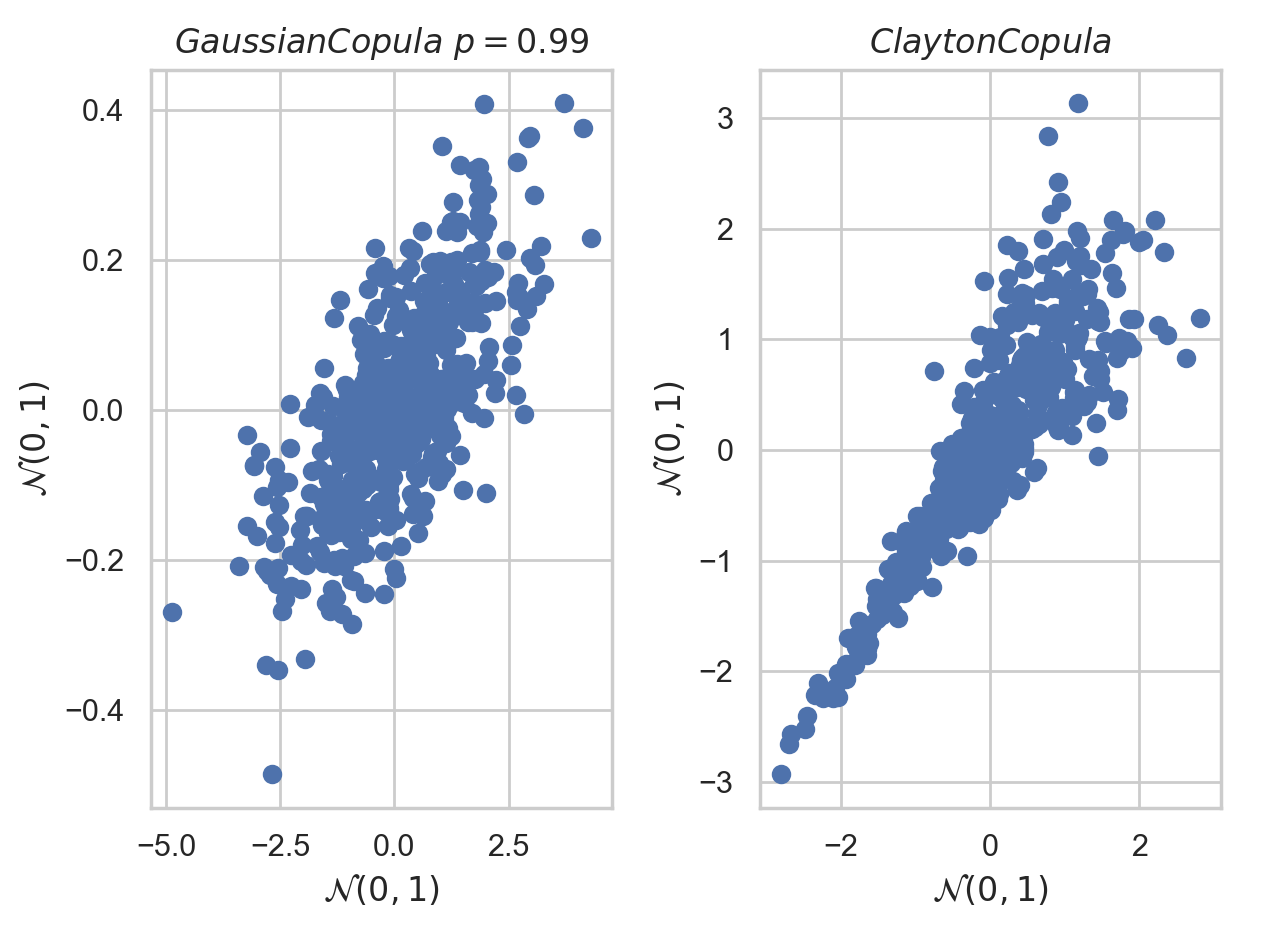 GaussianCopula p = 0.99
0.4
0.2
0.0
−0.2
−0.4
𝒩(0, 1)
−5.0 −2.5 0.0 2.5
𝒩(0, 1)
ClaytonCopula
3
2
1
0
−1
−2
−3
𝒩(0, 1)
−2 0 2
𝒩(0, 1)